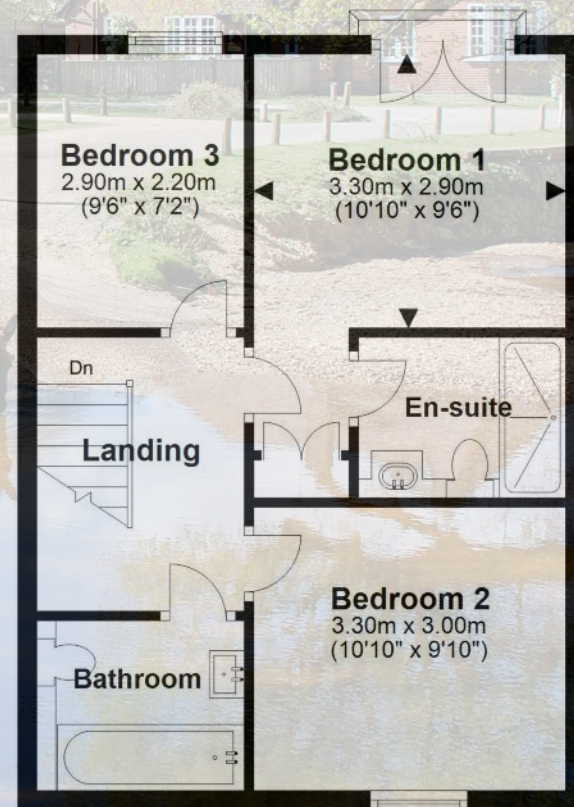 Bedroom 3
2.90m x 2.20m
(9'6" x 7'2")
Bedroom 1
3.30m x 2.90m
(10'10" x 9'6")
Dn
En-suite
Landing
Bedroom 2
3.30m x 3.00m
(10'10" x 9'10")
Bathroom